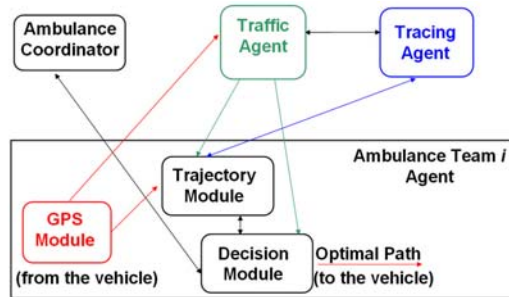 Ambulance
Coordinator
Traffic
Agent
Tracing
Agent
Ambulance Team i
Agent
Trajectory
Module
GPS
Module
(from the vehicle)
Decision
Module
Optimal Path
(to the vehicle)